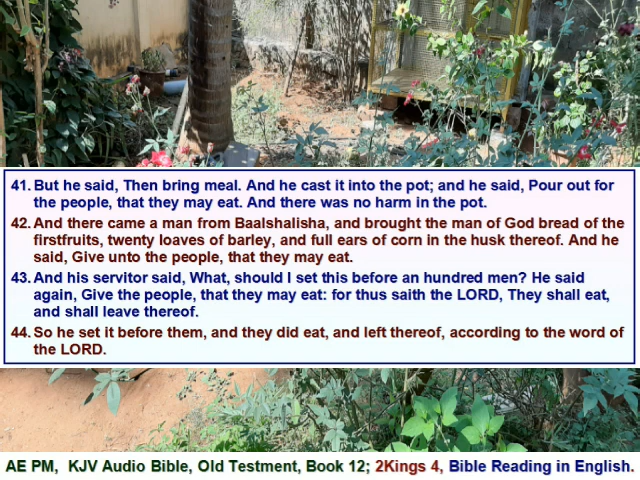 41. But he said, Then bring meal. And he cast it into the pot; and he said, Pour out for
the people, that they may eat. And there was no harm in the pot.
42. And there came a man from Baalshalisha, and brought the man of God bread of the
firstfruits, twenty loaves of barley, and full ears of corn in the husk thereof. And he
said, Give unto the people, that they may eat.
43. And his servitor said, What, should I set this before an hundred men? He said
again, Give the people, that they may eat: for thus saith the LORD, They shall eat,
and shall leave thereof.
44. So he set it before them, and they did eat, and left thereof, according to the word of
the LORD.
AE PM, KJV Audio Bible, Old Testment, Book 12; 2Kings 4, Bible Reading in English.